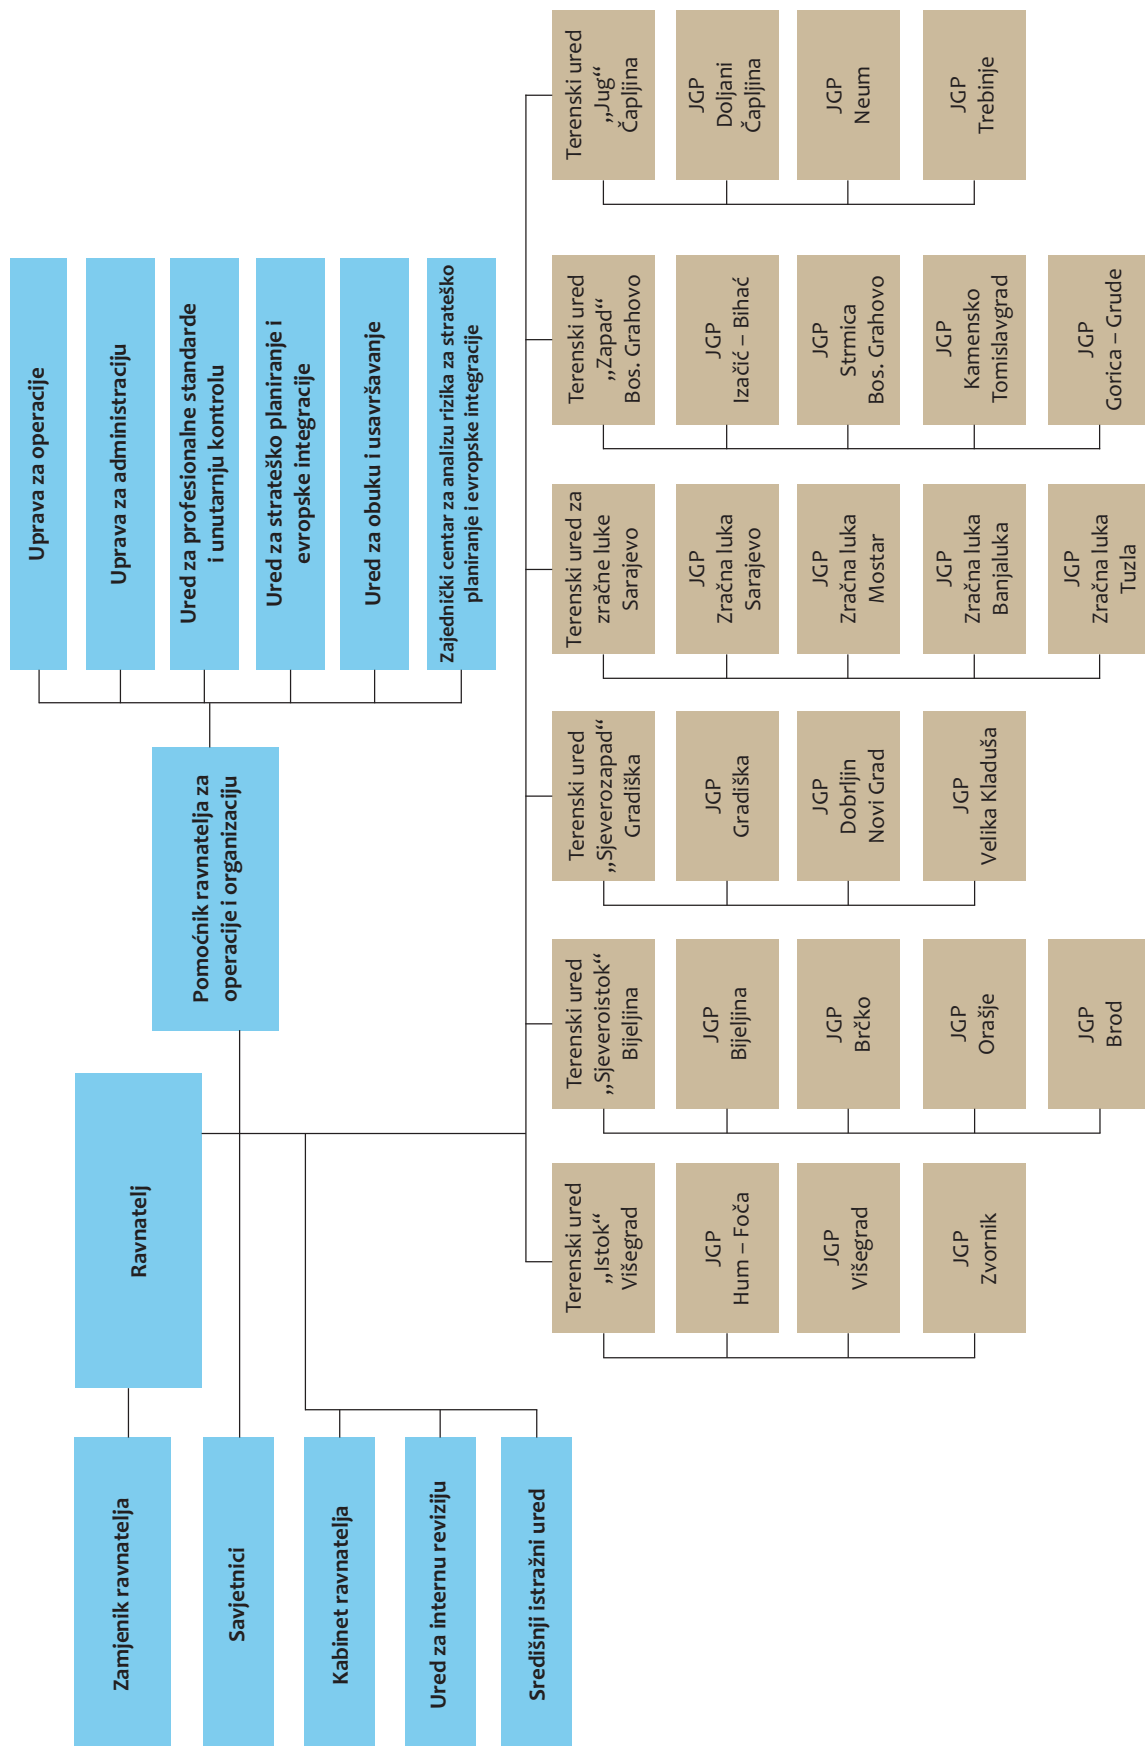 Ravnatelj
Zamjenik ravnatelja
Savjetnici
Kabinet ravnatelja
Ured za internu reviziju
Središnji istražni ured
Pomoćnik ravnatelja za
operacije i organizaciju
Uprava za operacije
Uprava za administraciju
Ured za profesionalne standarde
i unutarnju kontrolu
Ured za strateško planiranje i
evropske integracije
Ured za obuku i usavršavanje
Zajednički centar za analizu rizika za strateško
planiranje i evropske integracije
Terenski ured
„Istok“
Višegrad
JGP
Hum – Foča
JGP
Višegrad
JGP
Zvornik
Terenski ured
„Sjeveroistok“
Bijeljina
JGP
Bijeljina
JGP
Brčko
JGP
Orašje
JGP
Brod
Terenski ured
„Sjeverozapad“
Gradiška
JGP
Gradiška
JGP
Dobrljin
Novi Grad
JGP
Velika Kladuša
Terenski ured za
zračne luke
Sarajevo
JGP
Zračna luka
Sarajevo
JGP
Zračna luka
Mostar
JGP
Zračna luka
Banjaluka
JGP
Zračna luka
Tuzla
Terenski ured
„Zapad“
Bos. Grahovo
JGP
Izačić – Bihać
JGP
Strmica
Bos. Grahovo
JGP
Kamensko
Tomislavgrad
JGP
Gorica – Grude
Terenski ured
„Jug“
Čapljina
JGP
Doljani
Čapljina
JGP
Neum
JGP
Trebinje